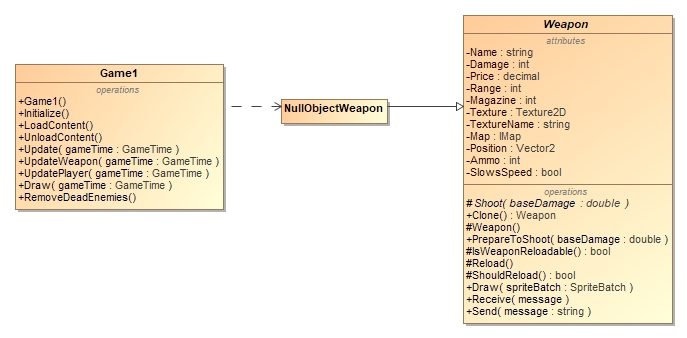 Game1
operations
+Game1()
+Initialize()
+LoadContent()
+UnloadContent()
+Update( gameTime : GameTime )
+UpdateWeapon( gameTime : GameTime )
+UpdatePlayer( gameTime : GameTime )
+Draw( gameTime : GameTime )
+RemoveDeadEnemies()
NullObjectWeapon
Weapon
attributes
-Name : string
-Damage : int
-Price : decimal
-Range : int
-Magazine : int
-Texture : Texture2D
-TextureName : string
-Map : IMap
-Position : Vector2
-Ammo : int
-SlowsSpeed : bool
operations
#Shoot( baseDamage : double )
+Clone() : Weapon
#Weapon()
+PrepareToShoot( baseDamage : double )
#IsWeaponReloadable() : bool
#Reload()
#ShouldReload() : bool
+Draw( spriteBatch : SpriteBatch )
+Receive( message )
+Send( message : string )